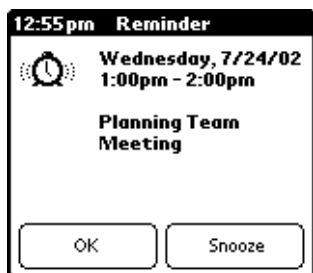 12:55pm Reminder
Wednesday, 7/24/02
1:00pm - 2:00pm
Planning Team
Meeting
OK Snooze